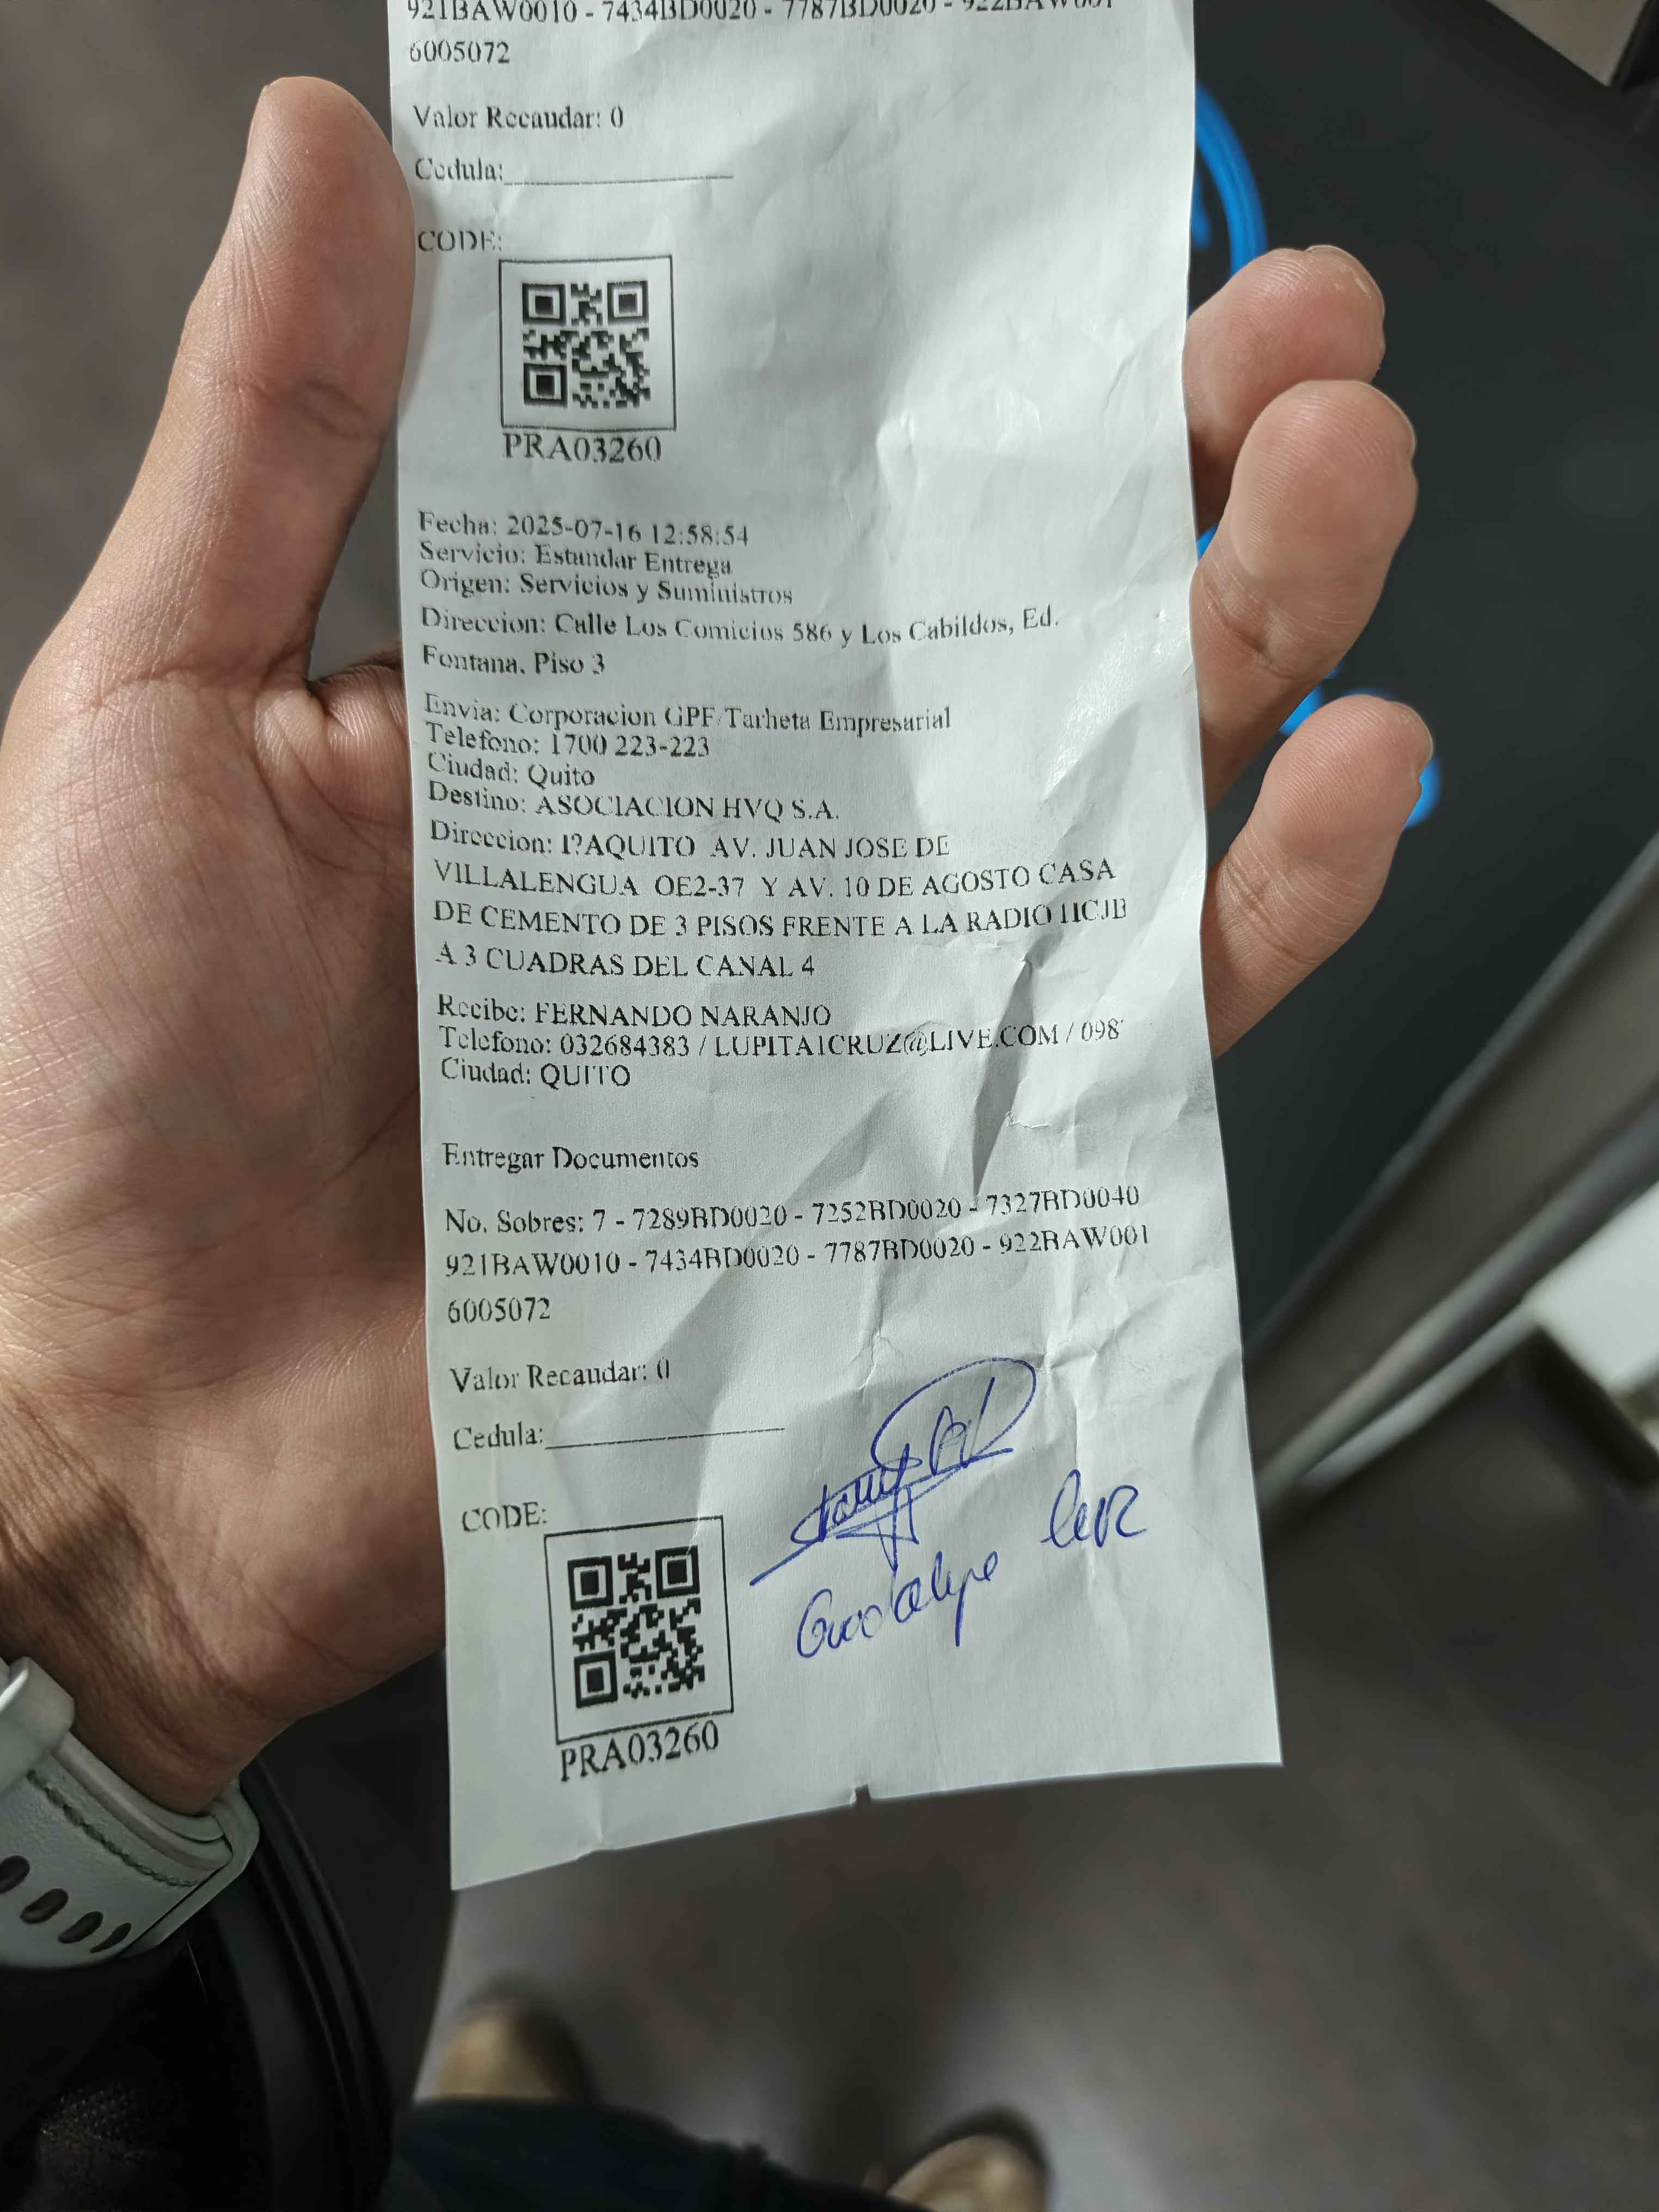 921BAW0010 - 7434BD0020 - 7787BD0020 - 922BAW001
6005072
Valor Recaudar: 0
Cedula:
CODE:
PRA03260
Fecha: 2025-07-16 12:58:54
Servicio: Estandar Entrega
Origen: Servicios y Suministros
Direccion: Calle Los Comicios 586 y Los Cabildos, Ed.
Fontana, Piso 3
Envia: Corporacion GPF/Tarheta Empresarial
Telefono: 1700 223-223
Ciudad: Quito
Destino: ASOCIACION HVQ S.A.
Direccion: I?AQUITO AV. JUAN JOSE DE
VILLALENGUA OE2-37 Y AV. 10 DE AGOSTO CASA
DE CEMENTO DE 3 PISOS FRENTE A LA RADIO HCJB
A 3 CUADRAS DEL CANAL 4
Recibe: FERNANDO NARANJO
Telefono: 032684383 / LUPITA1CRUZ@LIVE.COM / 098
Ciudad: QUITO
Entregar Documentos
No. Sobres: 7 - 7289BD0020 - 7252BD0020 - 7327BD0040
921BAW0010 - 7434BD0020 - 7787BD0020 - 922BAW001
6005072
Valor Recaudar: 0
Cedula:
CODE:
Guadalupe
PRA03260